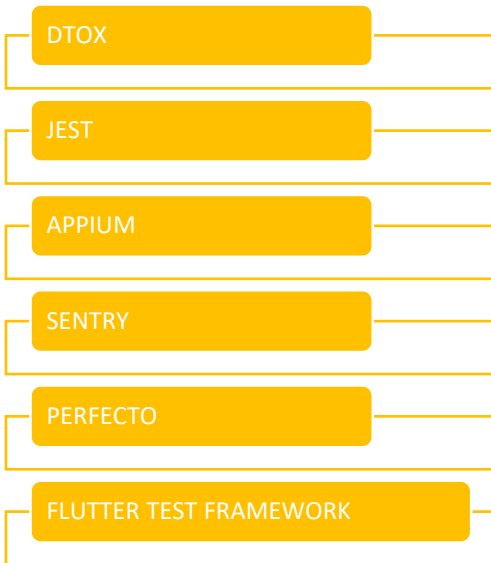 DTOX
JEST
APPIUM
SENTRY
PERFECTO
FLUTTER TEST FRAMEWORK